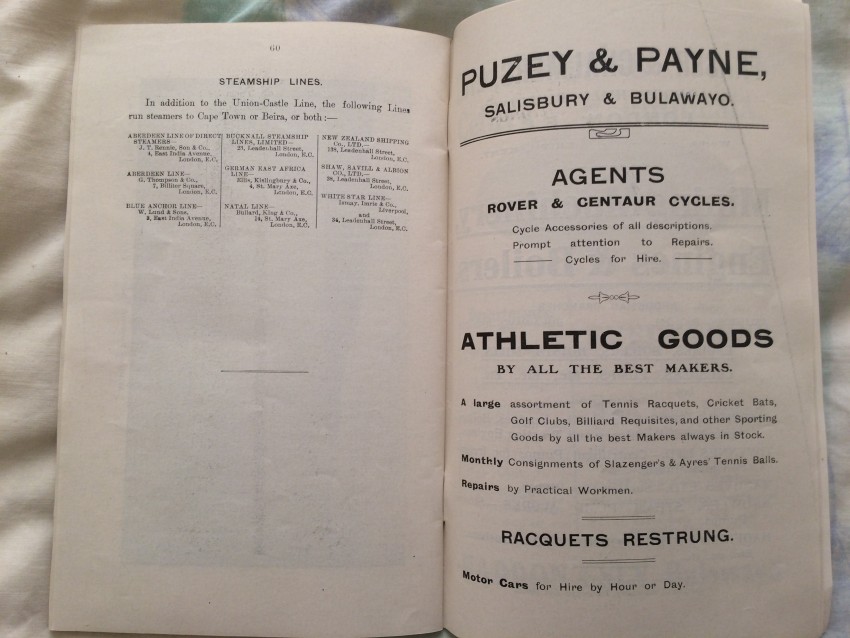 60
STEAMSHIP LINES.
In addition to the Union-Castle Line, the following Lines
run steamers to Cape Town or Beira, or both:—
ABERDEEN LINE OF DIRECT
STEAMERS—
J. T. Rennie, Son & Co.,
4, East India Avenue,
London, E.C.
ABERDEEN LINE—
G. Thompson & Co.,
7, Billiter Square,
London, E.C.
BLUE ANCHOR LINE—
W. Lund & Sons,
3, East India Avenue,
London, E.C.
BUCKNALL STEAMSHIP
LINES, LIMITED—
23, Leadenhall Street,
London, E.C.
GERMAN EAST AFRICA
LINE—
Ellis, Kislingbury & Co.,
4, St. Mary Axe,
London, E.C.
NATAL LINE—
Bullard, King & Co.,
14, St. Mary Axe,
London, E.C.
NEW ZEALAND SHIPPING
Co., LTD.—
138, Leadenhall Street,
London, E.C.
SHAW, SAVILL & ALBION
CO., LTD.—
34, Leadenhall Street,
London, E.C.
WHITE STAR LINE—
Ismay, Imrie & Co.,
Liverpool,
and
34, Leadenhall Street,
London, E.C.
PUZEY & PAYNE,
SALISBURY & BULAWAYO.
AGENTS
ROVER & CENTAUR CYCLES.
Cycle Accessories of all descriptions.
Prompt attention to Repairs.
Cycles for Hire.
ATHLETIC GOODS
BY ALL THE BEST MAKERS.
A large assortment of Tennis Racquets, Cricket Bats,
Golf Clubs, Billiard Requisites, and other Sporting
Goods by all the best Makers always in Stock.
Monthly Consignments of Slazenger's & Ayres' Tennis Balls.
Repairs by Practical Workmen.
RACQUETS RESTRUNG.
Motor Cars for Hire by Hour or Day.